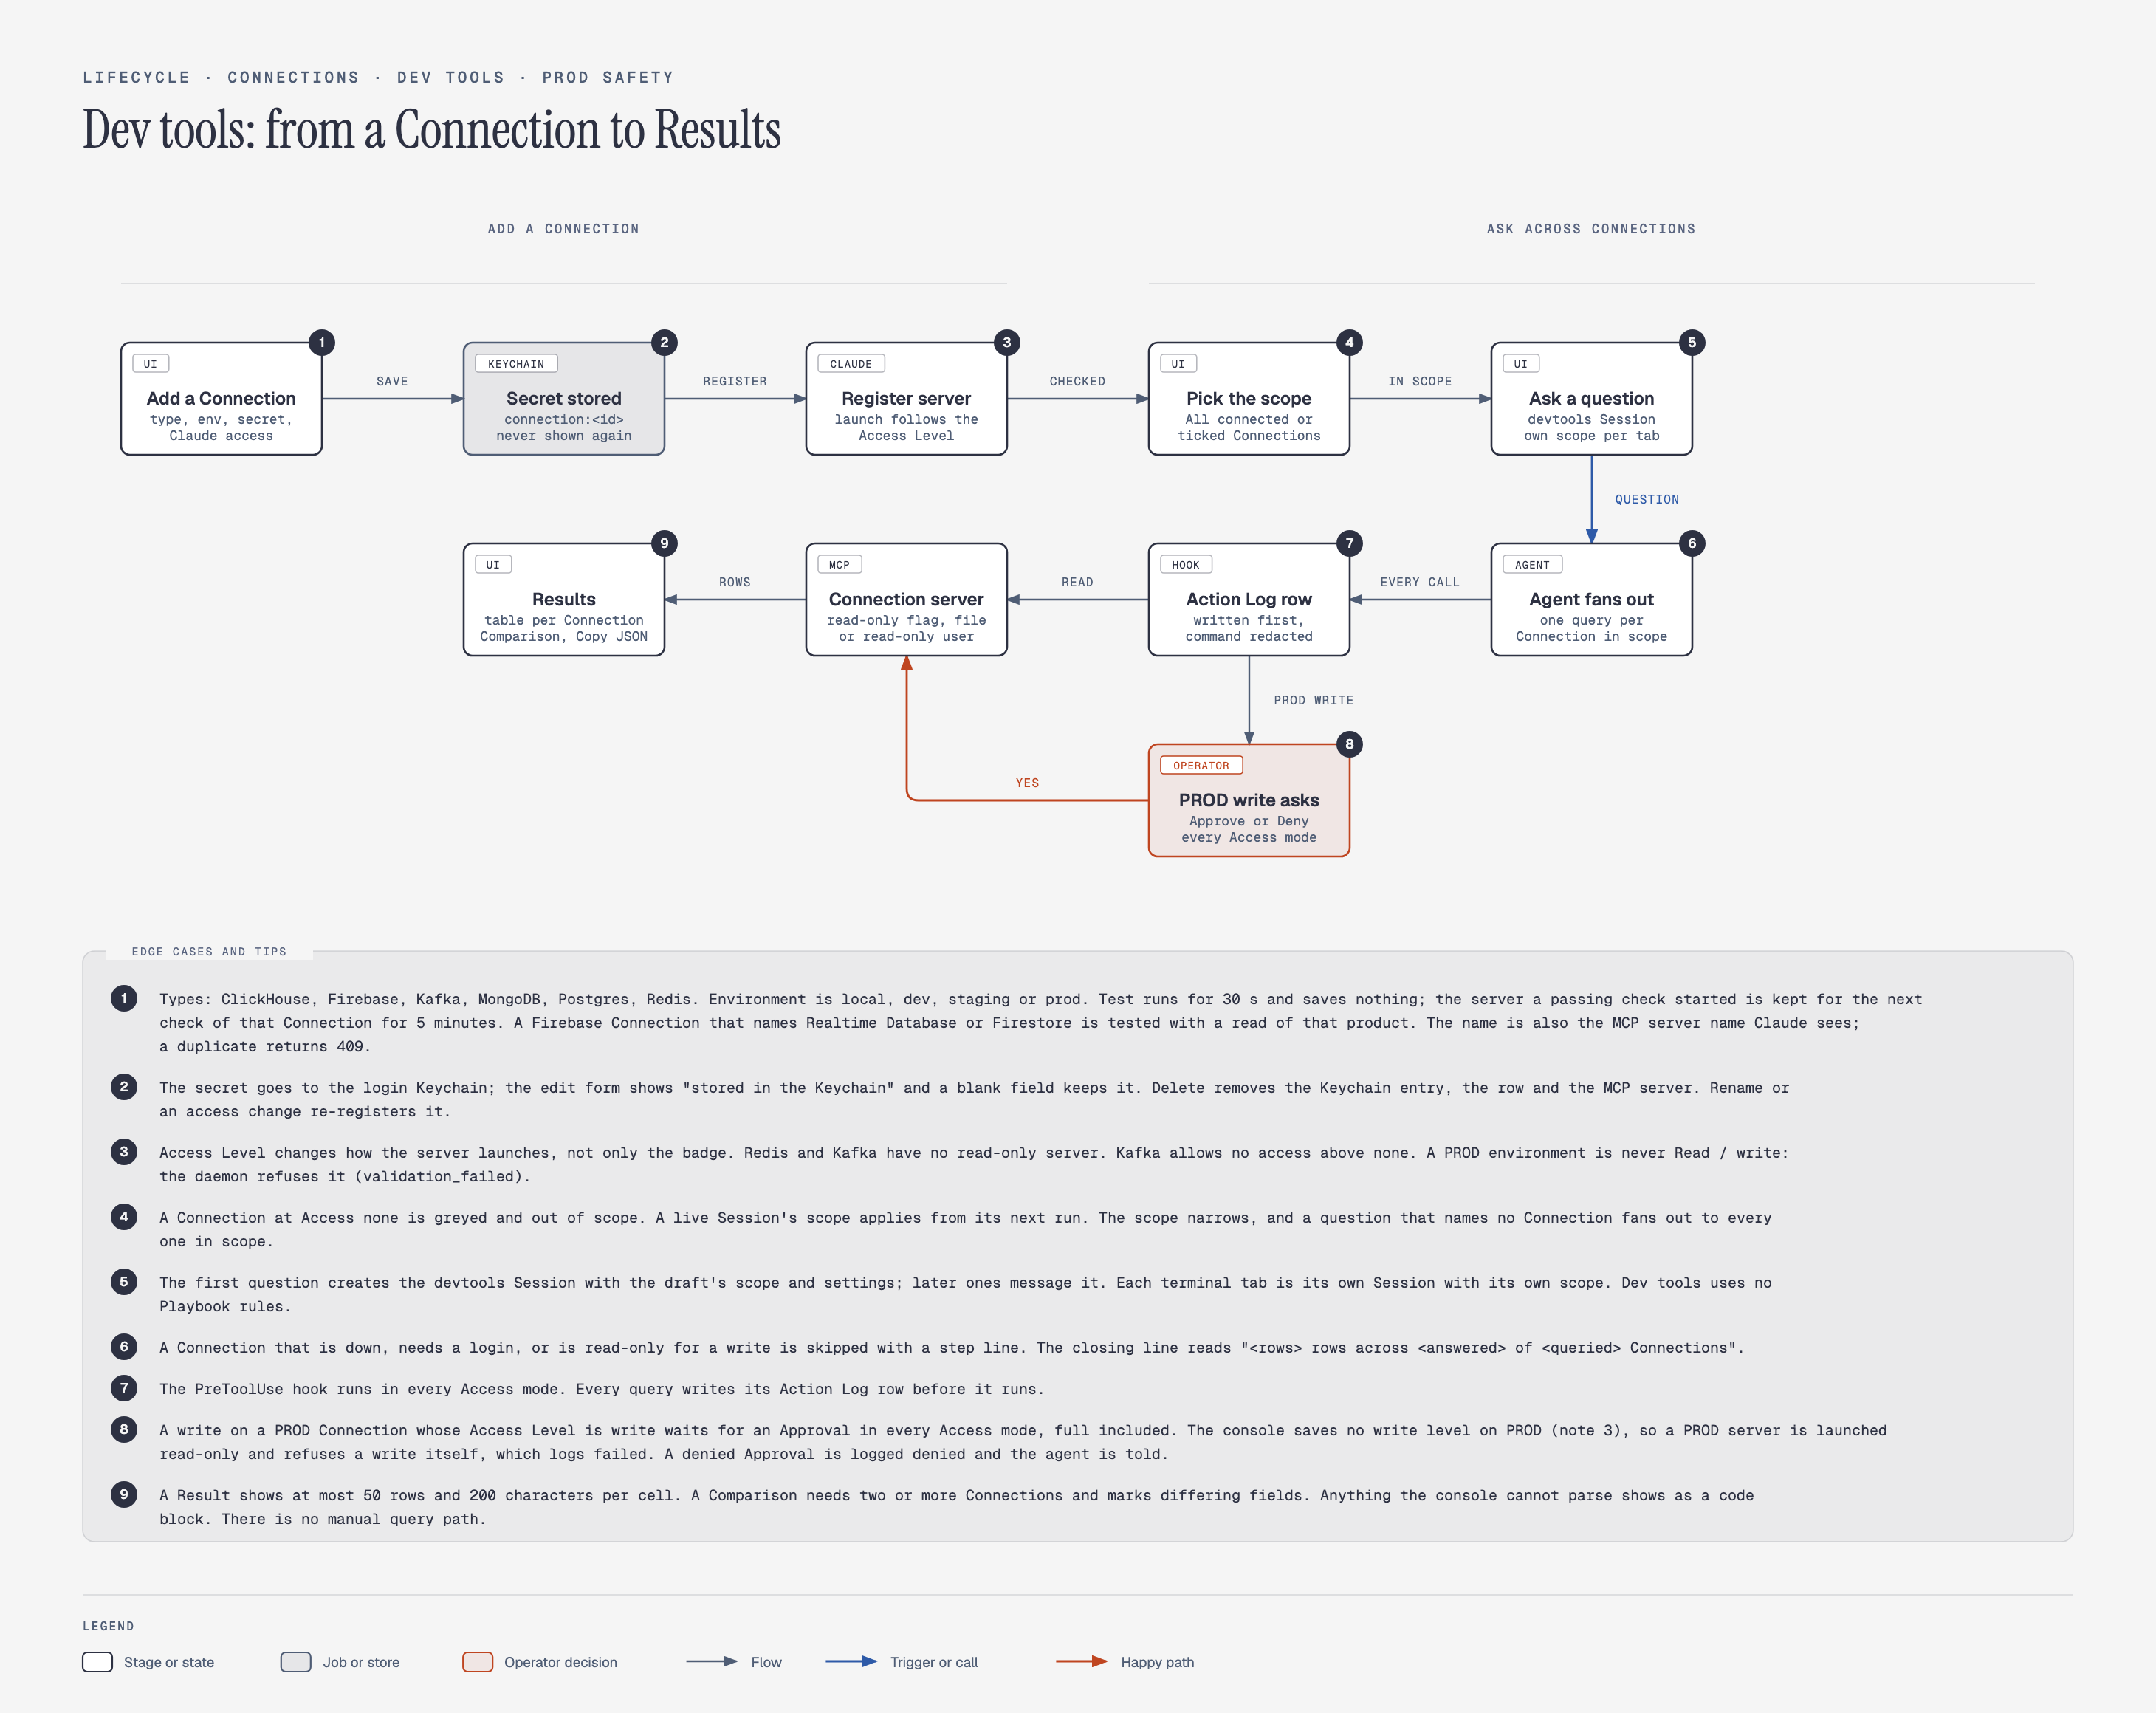 LIFECYCLE · CONNECTIONS · DEV TOOLS · PROD SAFETY
Dev tools: from a Connection to Results
ADD A CONNECTION
ASK ACROSS CONNECTIONS
1
UI
Add a Connection
type, env, secret,
Claude access
SAVE
2
KEYCHAIN
Secret stored
connection:<id>
never shown again
REGISTER
3
CLAUDE
Register server
launch follows the
Access Level
CHECKED
4
UI
Pick the scope
All connected or
ticked Connections
IN SCOPE
5
UI
Ask a question
devtools Session
own scope per tab
QUESTION
9
UI
Results
table per Connection
Comparison, Copy JSON
ROWS
MCP
Connection server
read-only flag, file
or read-only user
READ
7
HOOK
Action Log row
written first,
command redacted
EVERY CALL
6
AGENT
Agent fans out
one query per
Connection in scope
PROD WRITE
YES
8
OPERATOR
PROD write asks
Approve or Deny
every Access mode
EDGE CASES AND TIPS
1 Types: ClickHouse, Firebase, Kafka, MongoDB, Postgres, Redis. Environment is local, dev, staging or prod. Test runs for 30 s and saves nothing; the server a passing check started is kept for the next
check of that Connection for 5 minutes. A Firebase Connection that names Realtime Database or Firestore is tested with a read of that product. The name is also the MCP server name Claude sees;
a duplicate returns 409.
2 The secret goes to the login Keychain; the edit form shows "stored in the Keychain" and a blank field keeps it. Delete removes the Keychain entry, the row and the MCP server. Rename or
an access change re-registers it.
3 Access Level changes how the server launches, not only the badge. Redis and Kafka have no read-only server. Kafka allows no access above none. A PROD environment is never Read / write:
the daemon refuses it (validation_failed).
4 A Connection at Access none is greyed and out of scope. A live Session's scope applies from its next run. The scope narrows, and a question that names no Connection fans out to every
one in scope.
5 The first question creates the devtools Session with the draft's scope and settings; later ones message it. Each terminal tab is its own Session with its own scope. Dev tools uses no
Playbook rules.
6 A Connection that is down, needs a login, or is read-only for a write is skipped with a step line. The closing line reads "<rows> rows across <answered> of <queried> Connections".
7 The PreToolUse hook runs in every Access mode. Every query writes its Action Log row before it runs.
8 A write on a PROD Connection whose Access Level is write waits for an Approval in every Access mode, full included. The console saves no write level on PROD (note 3), so a PROD server is launched
read-only and refuses a write itself, which logs failed. A denied Approval is logged denied and the agent is told.
9 A Result shows at most 50 rows and 200 characters per cell. A Comparison needs two or more Connections and marks differing fields. Anything the console cannot parse shows as a code
block. There is no manual query path.
LEGEND
Stage or state
Job or store
Operator decision
Flow
Trigger or call
Happy path